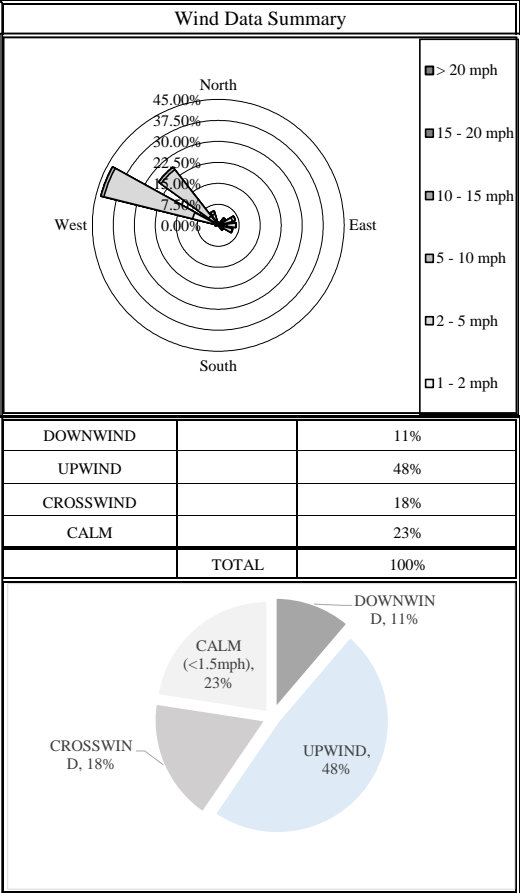 Wind Data Summary
North
45.00%
37.50%
30.00%
22.50%
15.00%
7.50%
0.00%
West
East
South
> 20 mph
15 - 20 mph
10 - 15 mph
5 - 10 mph
2 - 5 mph
1 - 2 mph
DOWNWIND 11%
UPWIND 48%
CROSSWIND 18%
CALM 23%
TOTAL 100%
DOWNWIN
D, 11%
CALM
(<1.5mph),
23%
CROSSWIN
D, 18%
UPWIND,
48%